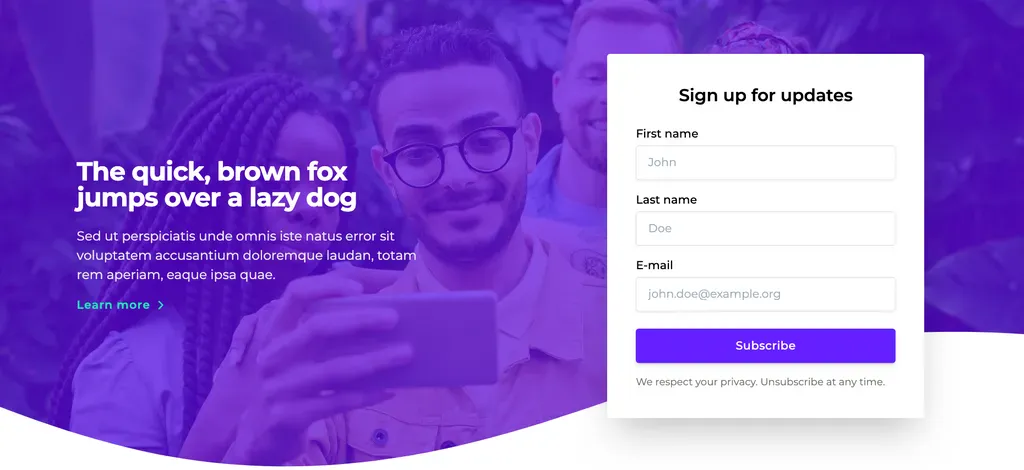 The quick, brown fox
jumps over a lazy dog
Sed ut perspiciatis unde omnis iste natus error sit
voluptatem accusantium doloremque laudan, totam
rem aperiam, eaque ipsa quae.
Learn more
Sign up for updates
First name
John
Last name
Doe
E-mail
john.doe@example.org
Subscribe
We respect your privacy. Unsubscribe at any time.